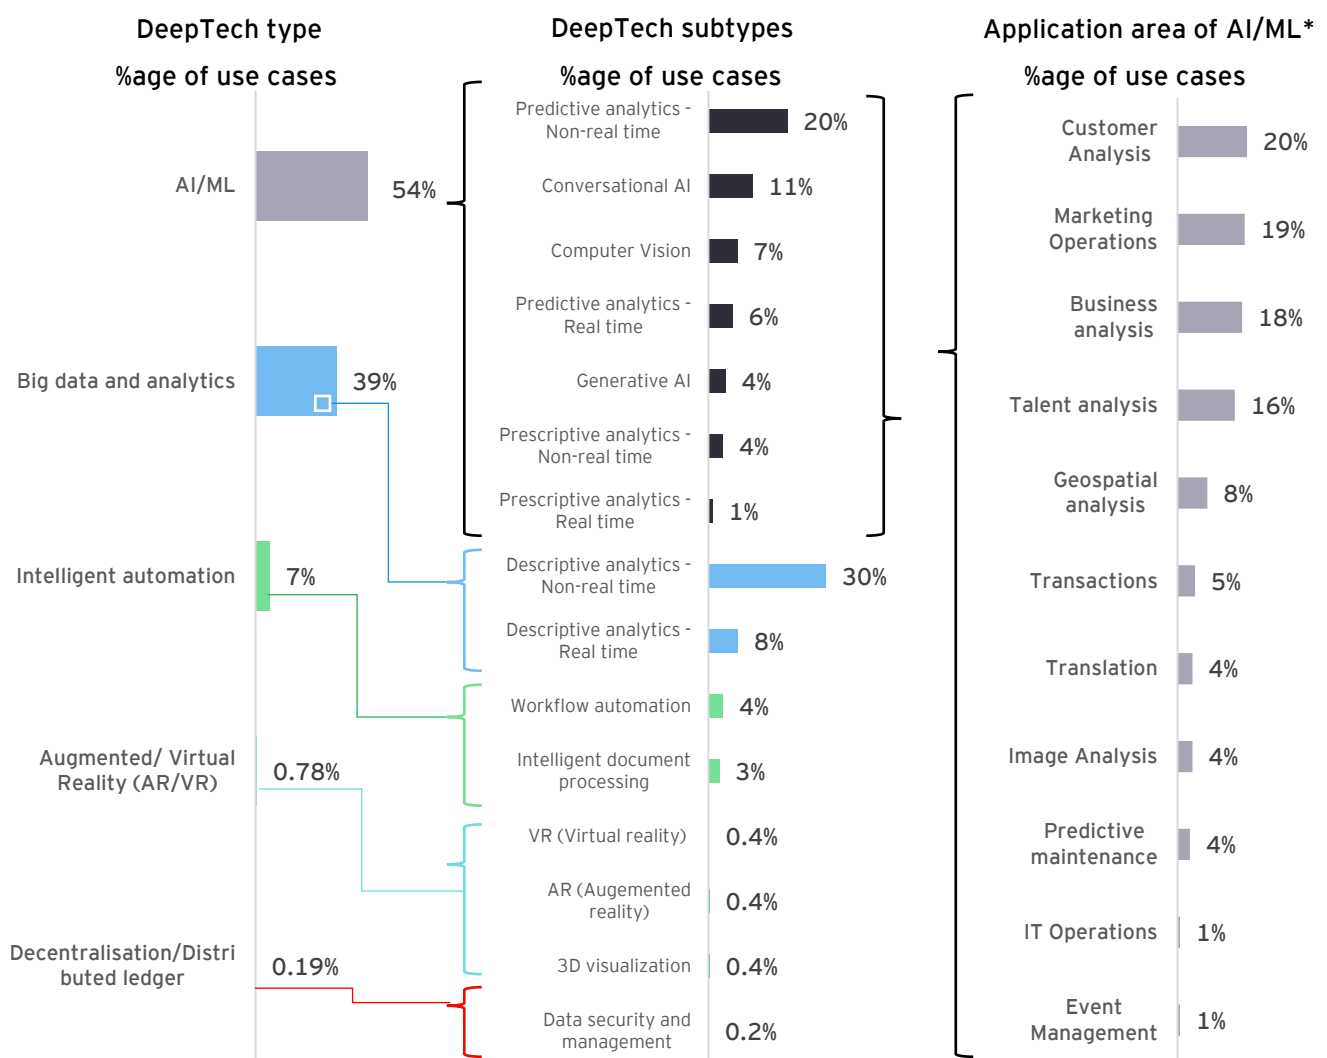 DeepTech type
%age of use cases
AI/ML
54%
Big data and analytics
39%
Intelligent automation
7%
Augmented/ Virtual
Reality (AR/VR)
0.78%
Decentralisation/Distri
buted ledger
0.19%
DeepTech subtypes
%age of use cases
Predictive analytics -
Non-real time
20%
Conversational AI
11%
Computer Vision
7%
Predictive analytics -
Real time
6%
Generative AI
4%
Prescriptive analytics -
Non-real time
4%
Prescriptive analytics -
Real time
1%
Descriptive analytics -
Non-real time
30%
Descriptive analytics -
Real time
8%
Workflow automation
4%
Intelligent document
processing
3%
VR (Virtual reality)
0.4%
AR (Augemented
reality)
0.4%
3D visualization
0.4%
Data security and
management
0.2%
Application area of AI/ML*
%age of use cases
Customer
Analysis
20%
Marketing
Operations
19%
Business
analysis
18%
Talent analysis
16%
Geospatial
analysis
8%
Transactions
5%
Translation
4%
Image Analysis
4%
Predictive
maintenance
4%
IT Operations
1%
Event
Management
1%